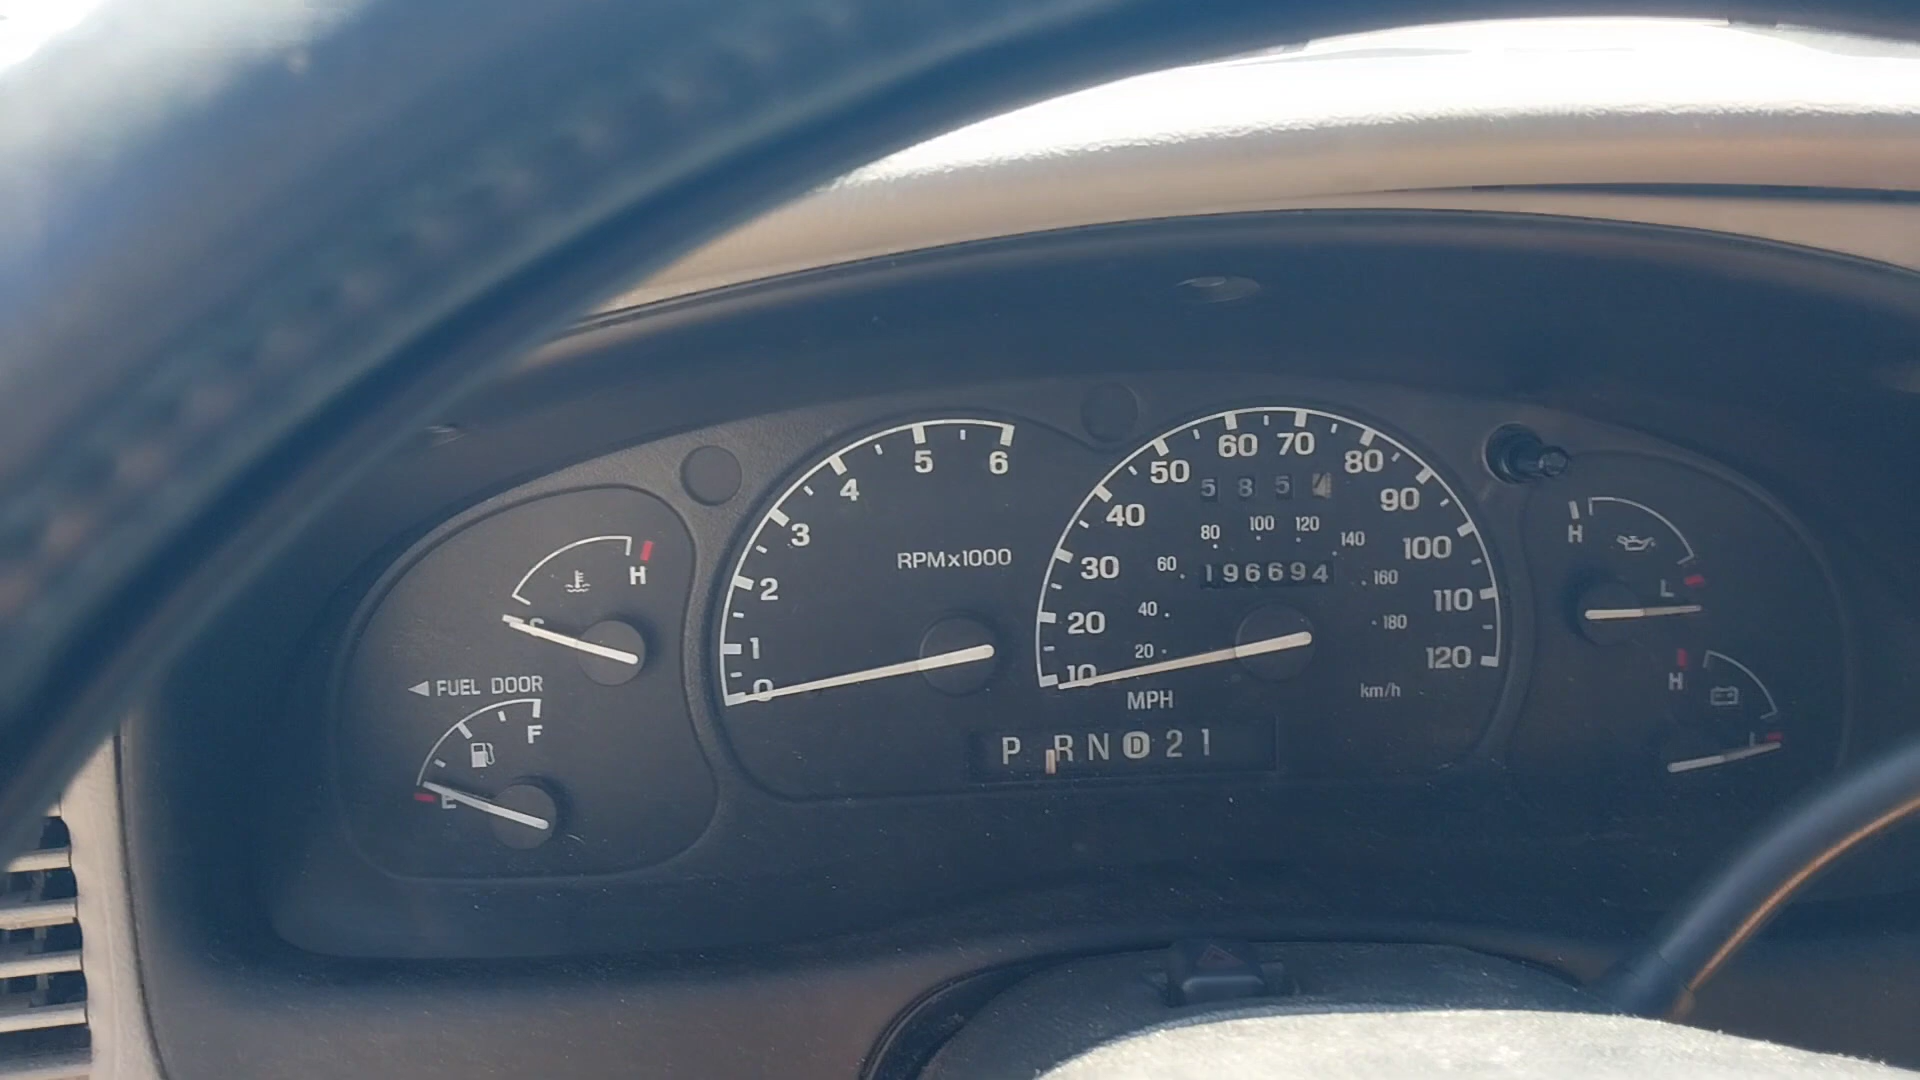 H
C
◀ FUEL DOOR
F
E
0 1 2 3 4 5 6
RPMx1000
10 20 30 40 50 60 70 80 90 100 110 120
5 8 5
20 40 60 80 100 120 140 160 180
196694
MPH
km/h
P R N D 2 1
H
L
H
L